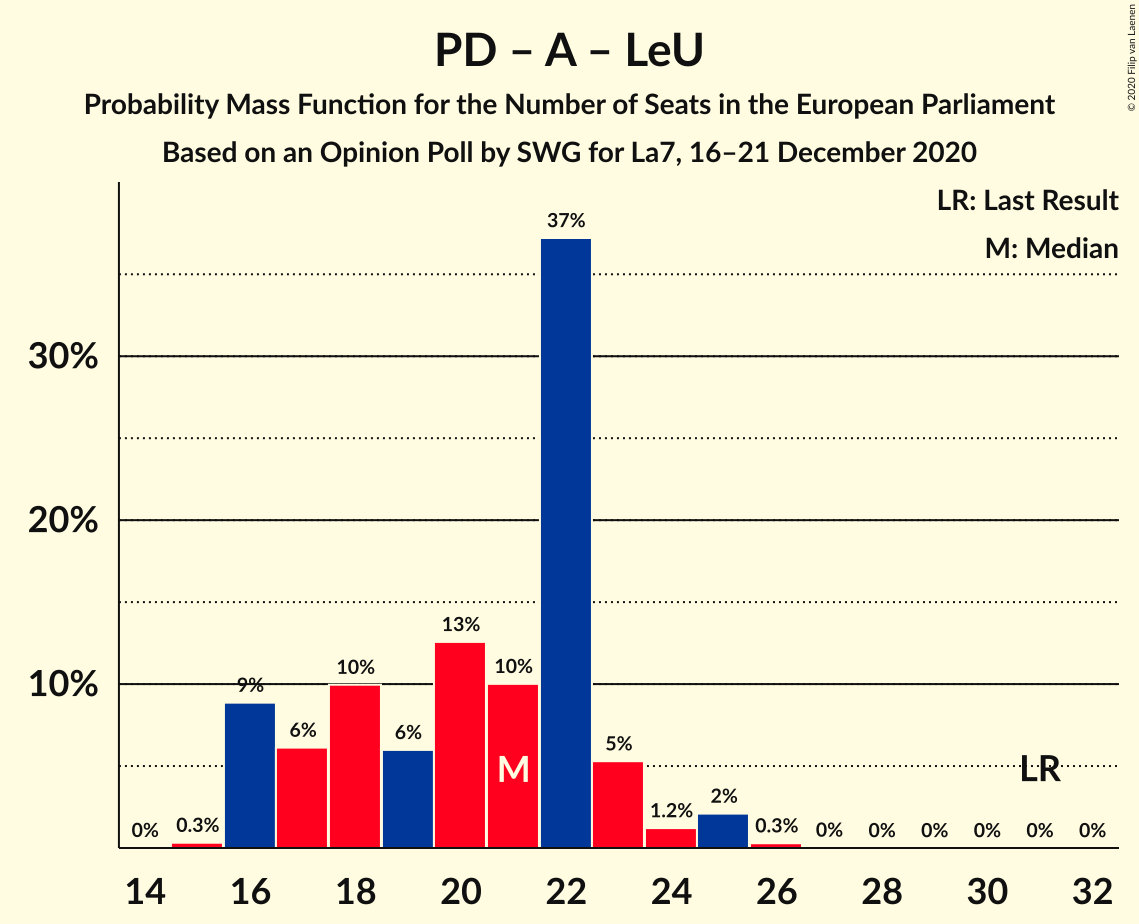 PD – A – LeU
Probability Mass Function for the Number of Seats in the European Parliament
Based on an Opinion Poll by SWG for La7, 16–21 December 2020
© 2020 Filip van Laenen
LR: Last Result
M: Median
37%
30%
20%
13%
10%
9%
10%
10%
6%
6%
5%
M
LR
2%
1.2%
0%
0.3%
0.3%
0%
0%
0%
0%
0%
0%
14 16 18 20 22 24 26 28 30 32